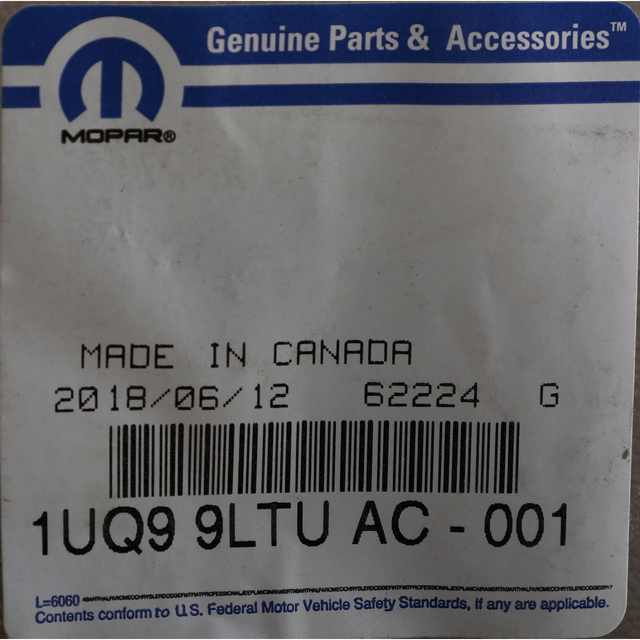 Genuine Parts & Accessories™
MOPAR®
MADE IN CANADA
2018/06/12 62224 G
1UQ9 9LTU AC - 001
L=6060
Contents conform to U.S. Federal Motor Vehicle Safety Standards, if any are applicable.